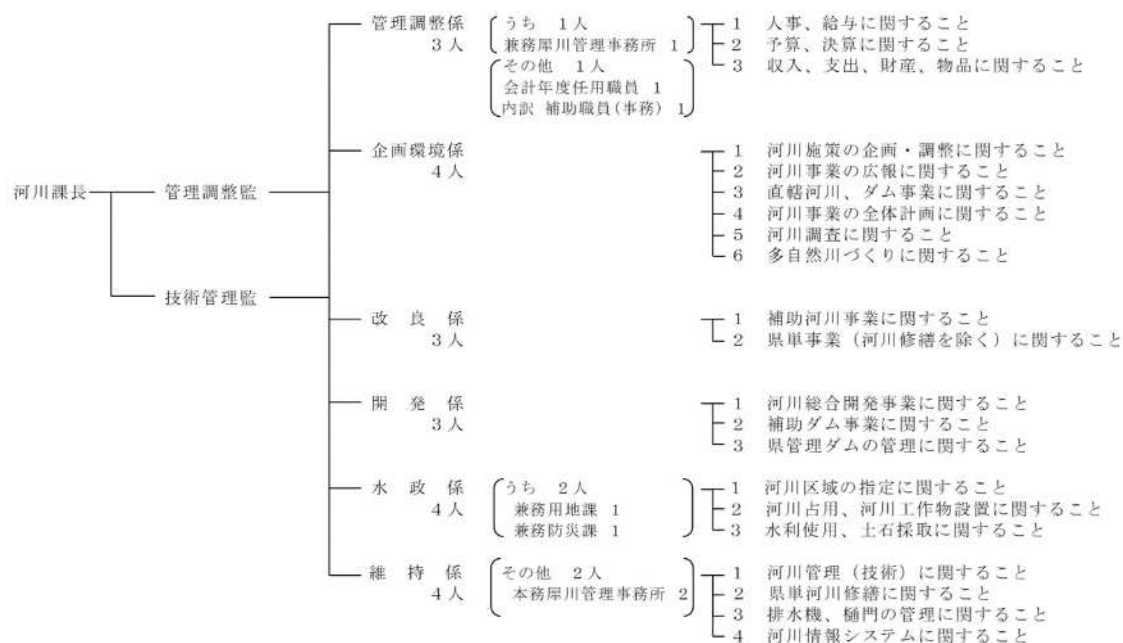 河川課長
管理調整監
技術管理監
管理調整係
3人
うち 1人
兼務犀川管理事務所 1
その他 1人
会計年度任用職員 1
内訳 補助職員(事務) 1
1 人事、給与に関すること
2 予算、決算に関すること
3 収入、支出、財産、物品に関すること
企画環境係
4人
1 河川施策の企画・調整に関すること
2 河川事業の広報に関すること
3 直轄河川、ダム事業に関すること
4 河川事業の全体計画に関すること
5 河川調査に関すること
6 多自然川づくりに関すること
改良係
3人
1 補助河川事業に関すること
2 県単事業(河川修繕を除く)に関すること
開発係
3人
1 河川総合開発事業に関すること
2 補助ダム事業に関すること
3 県管理ダムの管理に関すること
水政係
4人
うち 2人
兼務用地課 1
兼務防災課 1
1 河川区域の指定に関すること
2 河川占用、河川工作物設置に関すること
3 水利使用、土石採取に関すること
維持係
4人
その他 2人
本務犀川管理事務所 2
1 河川管理(技術)に関すること
2 県単河川修繕に関すること
3 排水機、樋門の管理に関すること
4 河川情報システムに関すること